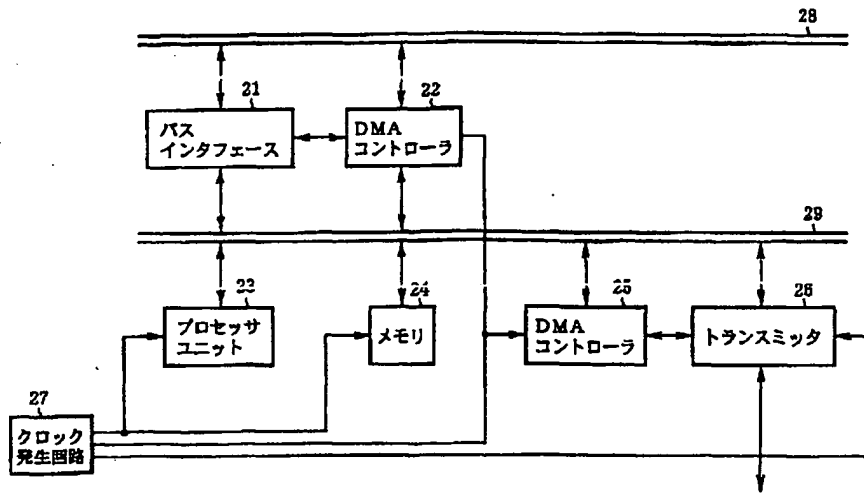 28
21
22
バス
インタフェース
DMA
コントローラ
29
23
24
25
26
プロセッサ
ユニット
メモリ
DMA
コントローラ
トランスミッタ
27
クロック
発生回路